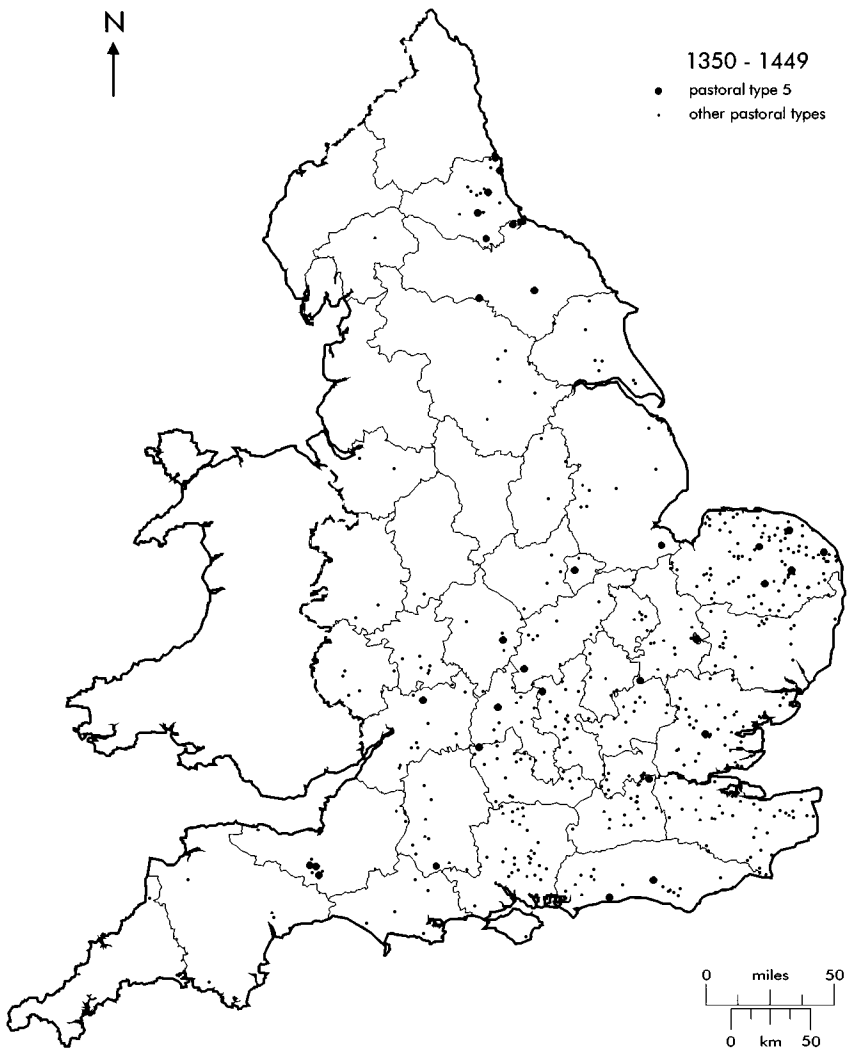 N
1350 - 1449
pastoral type 5
other pastoral types
0 miles 50
0 km 50